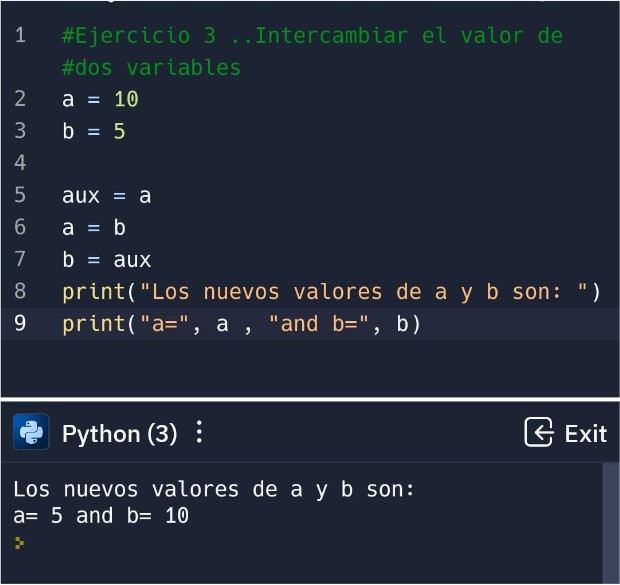 1 #Ejercicio 3 ..Intercambiar el valor de
#dos variables
2 a = 10
3 b = 5
4
5 aux = a
6 a = b
7 b = aux
8 print("Los nuevos valores de a y b son: ")
9 print("a=", a , "and b=", b)
Python (3) ⋮ Exit
Los nuevos valores de a y b son:
a= 5 and b= 10
>